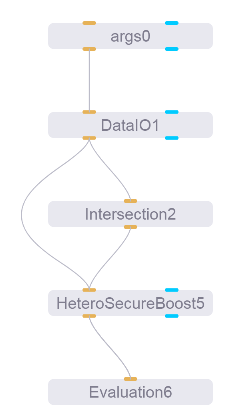 args0
DataIO1
Intersection2
HeteroSecureBoost5
Evaluation6